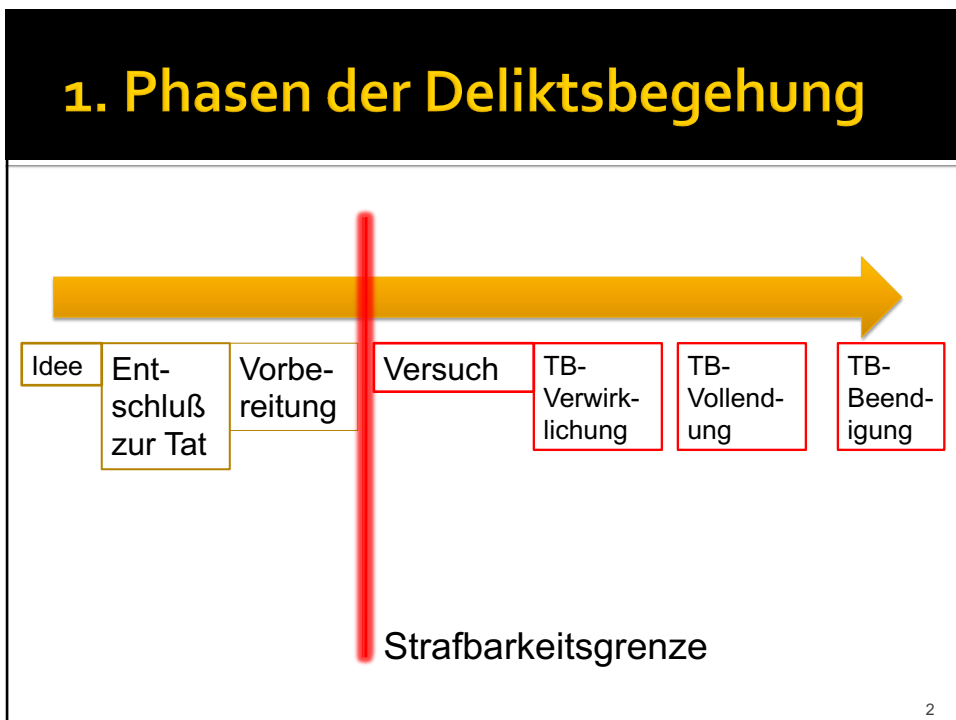 1. Phasen der Deliktsbegehung
Idee
Ent-
schluß
zur Tat
Vorbe-
reitung
Versuch
TB-
Verwirk-
lichung
TB-
Vollend-
ung
TB-
Beend-
igung
Strafbarkeitsgrenze
2